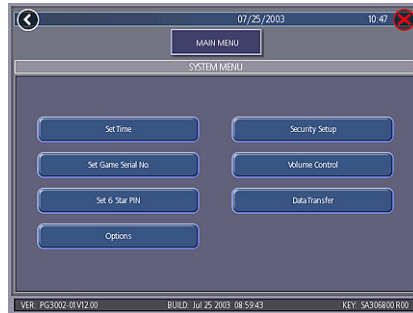 07/25/2003 10:47
MAIN MENU
SYSTEM MENU
Set Time
Security Setup
Set Game Serial No.
Volume Control
Set 6 Star PIN
Data Transfer
Options
VER: PG3002-01V12.00 BUILD: Jul 25 2003 08:59:43 KEY: SA306800 R00